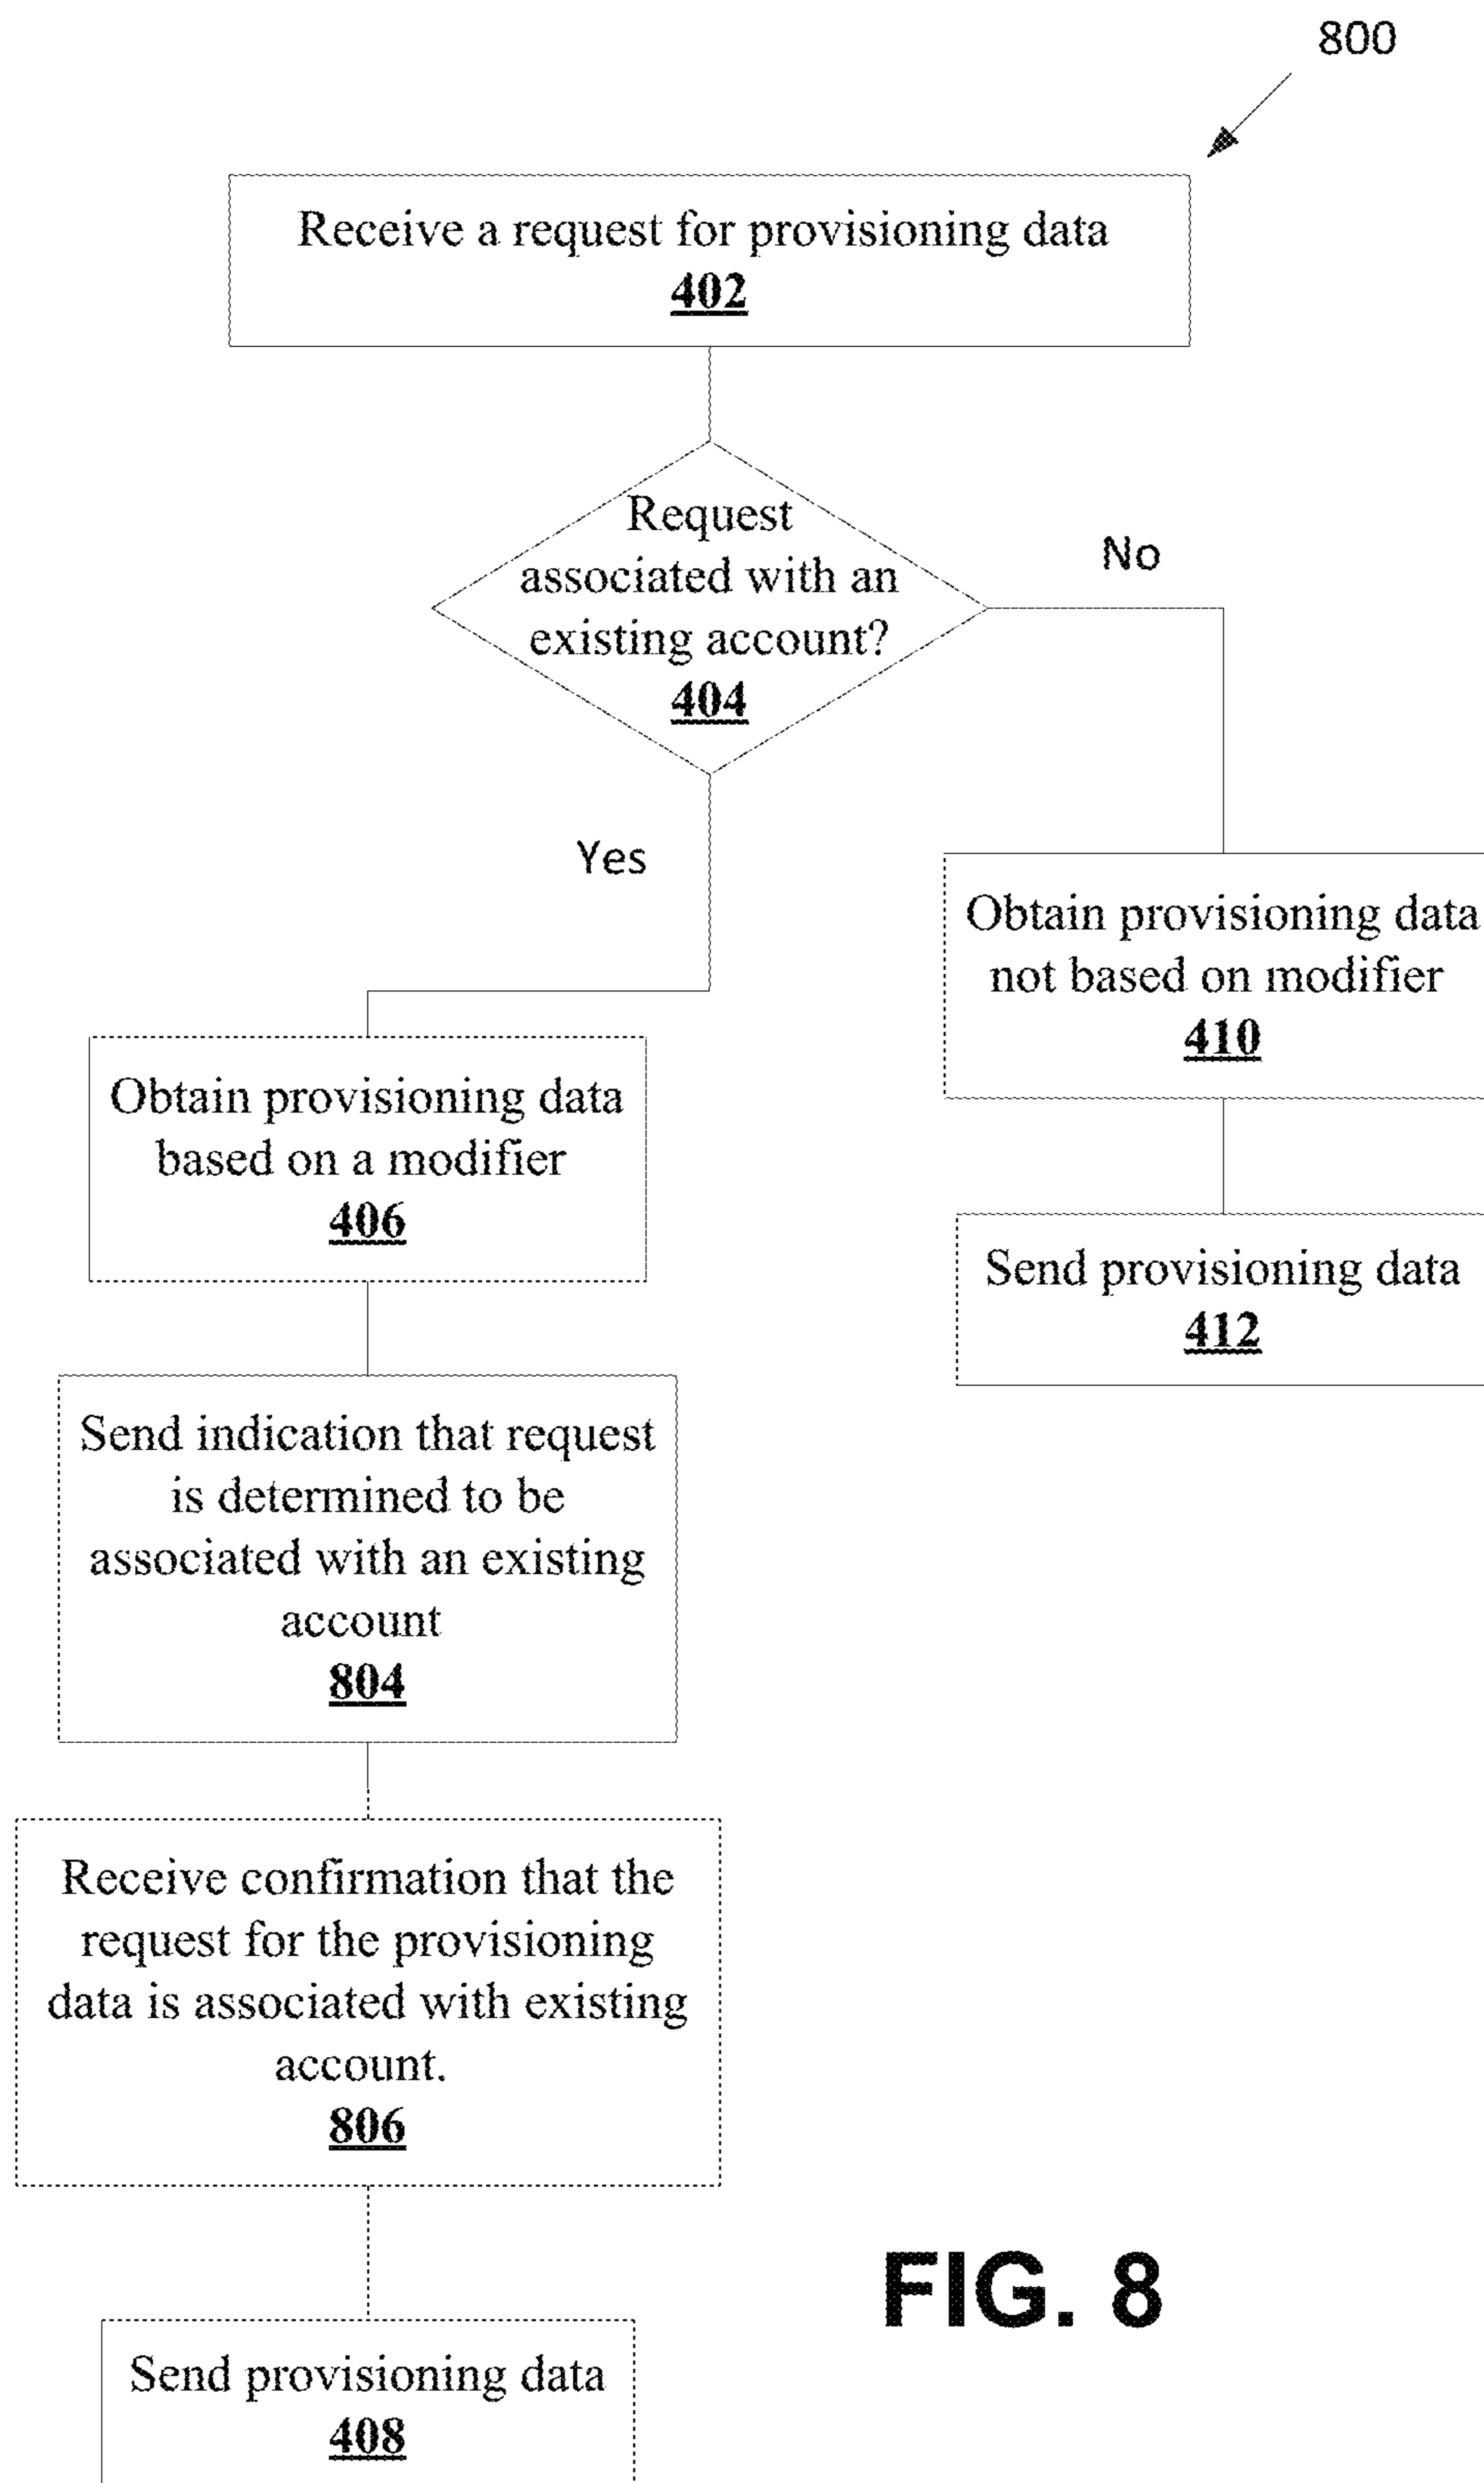 800
Receive a request for provisioning data
402
Request
associated with an
existing account?
404
No
Yes
Obtain provisioning data
not based on modifier
410
Obtain provisioning data
based on a modifier
406
Send provisioning data
412
Send indication that request
is determined to be
associated with an existing
account
804
Receive confirmation that the
request for the provisioning
data is associated with existing
account.
806
Send provisioning data
408
FIG. 8